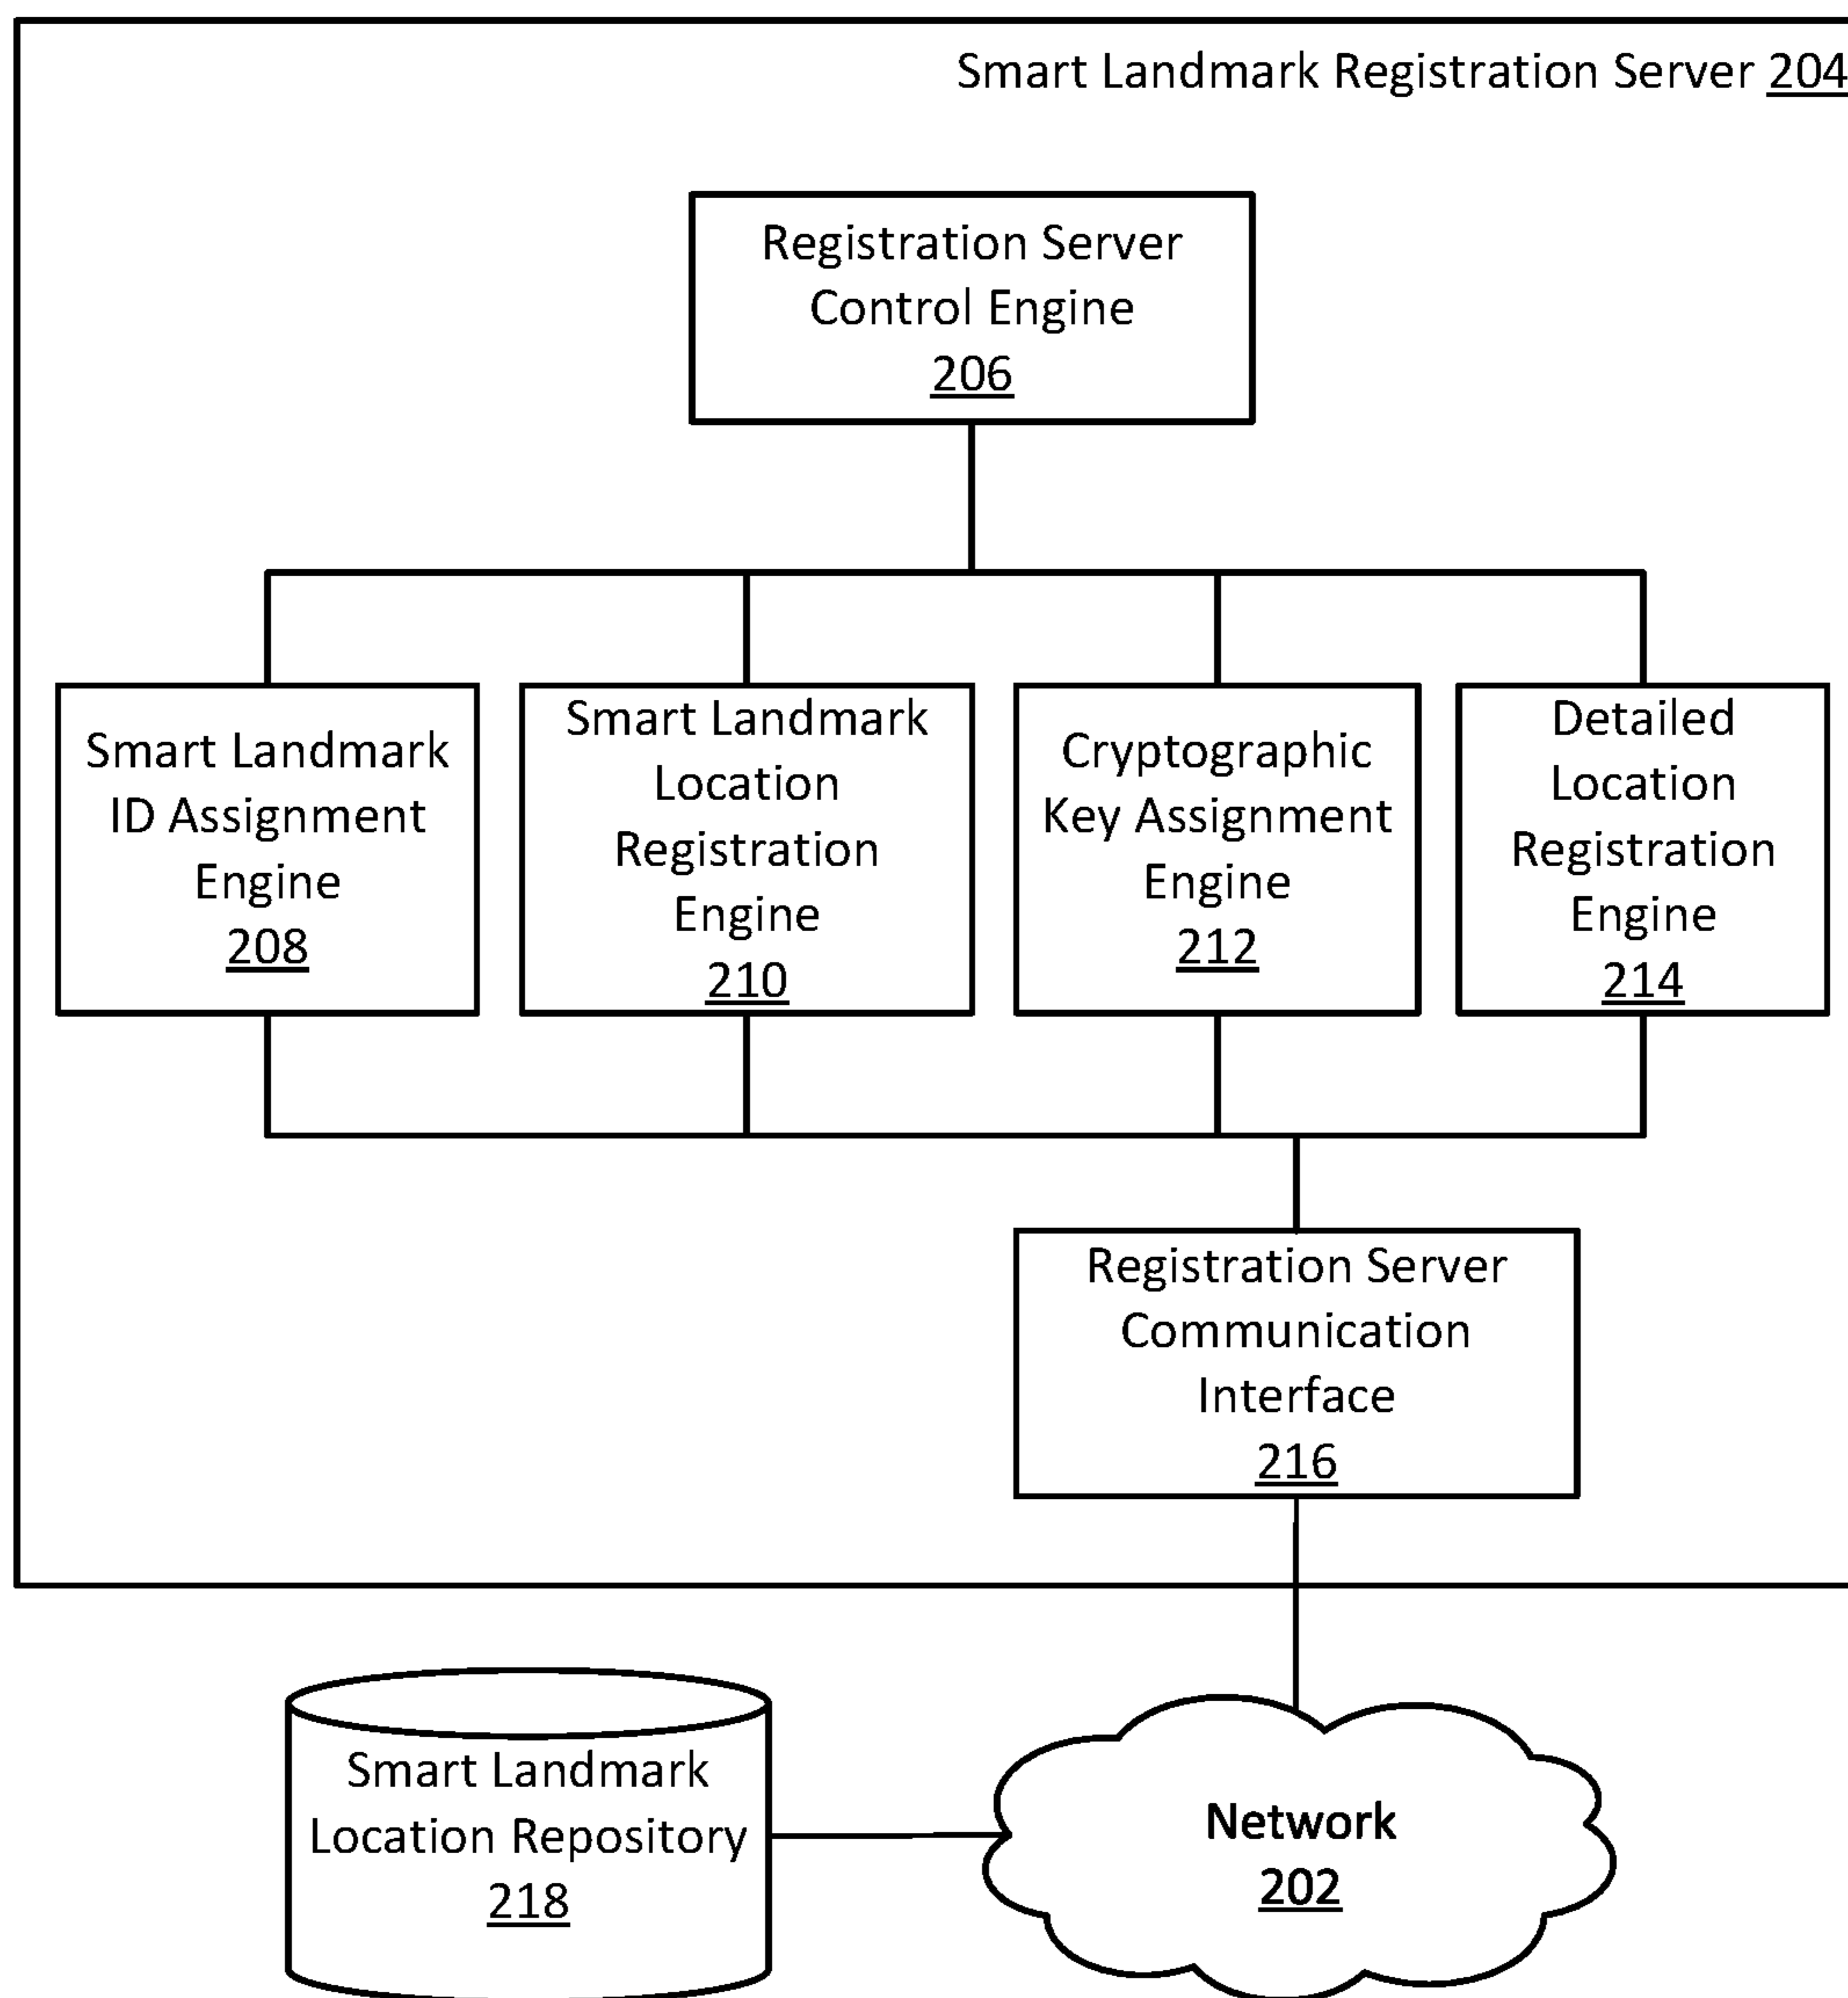 Smart Landmark Registration Server 204
Registration Server
Control Engine
206
Smart Landmark
ID Assignment
Engine
208
Smart Landmark
Location
Registration
Engine
210
Cryptographic
Key Assignment
Engine
212
Detailed
Location
Registration
Engine
214
Registration Server
Communication
Interface
216
Smart Landmark
Location Repository
218
Network
202